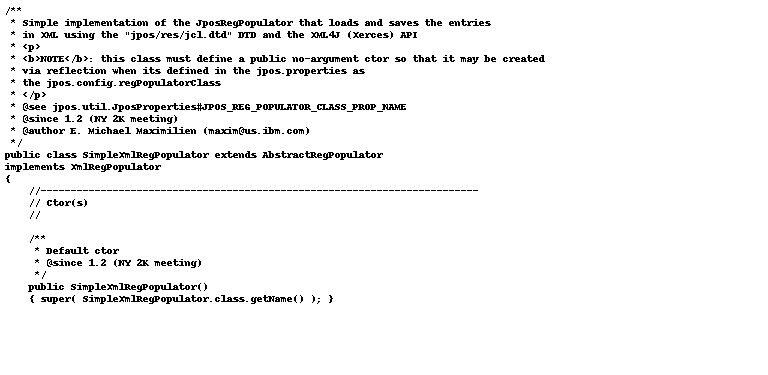 /**
 * Simple implementation of the JposRegPopulator that loads and saves the entries
 * in XML using the "jpos/res/jcl.dtd" DTD and the XML4J (Xerces) API
 * <p>
 * <b>NOTE</b>: this class must define a public no-argument ctor so that it may be created
 * via reflection when its defined in the jpos.properties as
 * the jpos.config.regPopulatorClass
 * </p>
 * @see jpos.util.JposProperties#JPOS_REG_POPULATOR_CLASS_PROP_NAME
 * @since 1.2 (NY 2K meeting)
 * @author E. Michael Maximilien (maxim@us.ibm.com)
 */
public class SimpleXmlRegPopulator extends AbstractRegPopulator
implements XmlRegPopulator
{
    //-------------------------------------------------------------------------
    // Ctor(s)
    //

    /**
     * Default ctor
     * @since 1.2 (NY 2K meeting)
     */
    public SimpleXmlRegPopulator()
    { super( SimpleXmlRegPopulator.class.getName() ); }